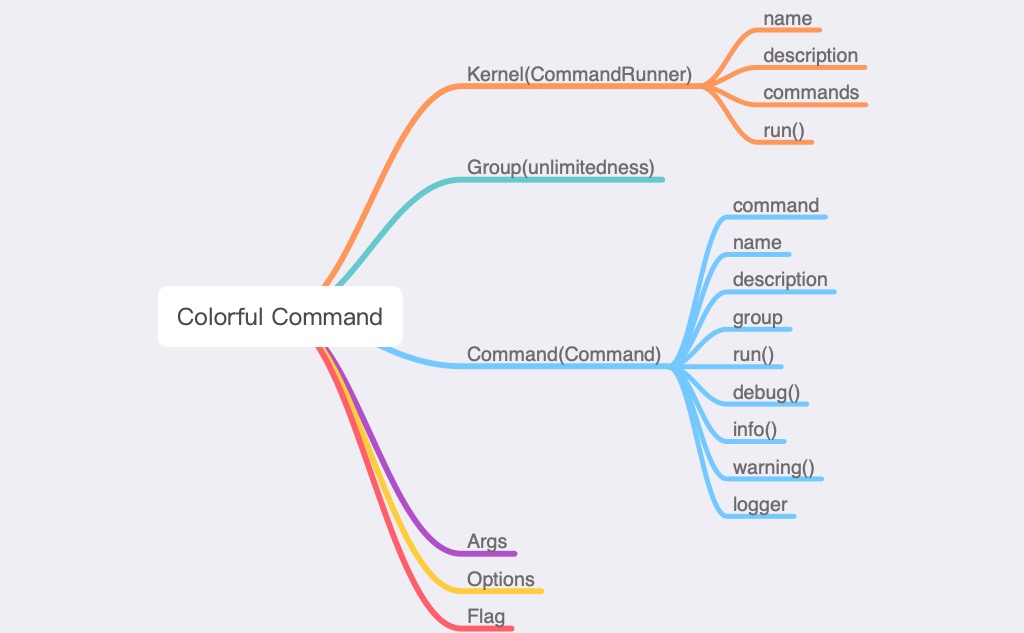 Colorful Command
Kernel(CommandRunner)
name
description
commands
run()
Group(unlimitedness)
Command(Command)
command
name
description
group
run()
debug()
info()
warning()
logger
Args
Options
Flag